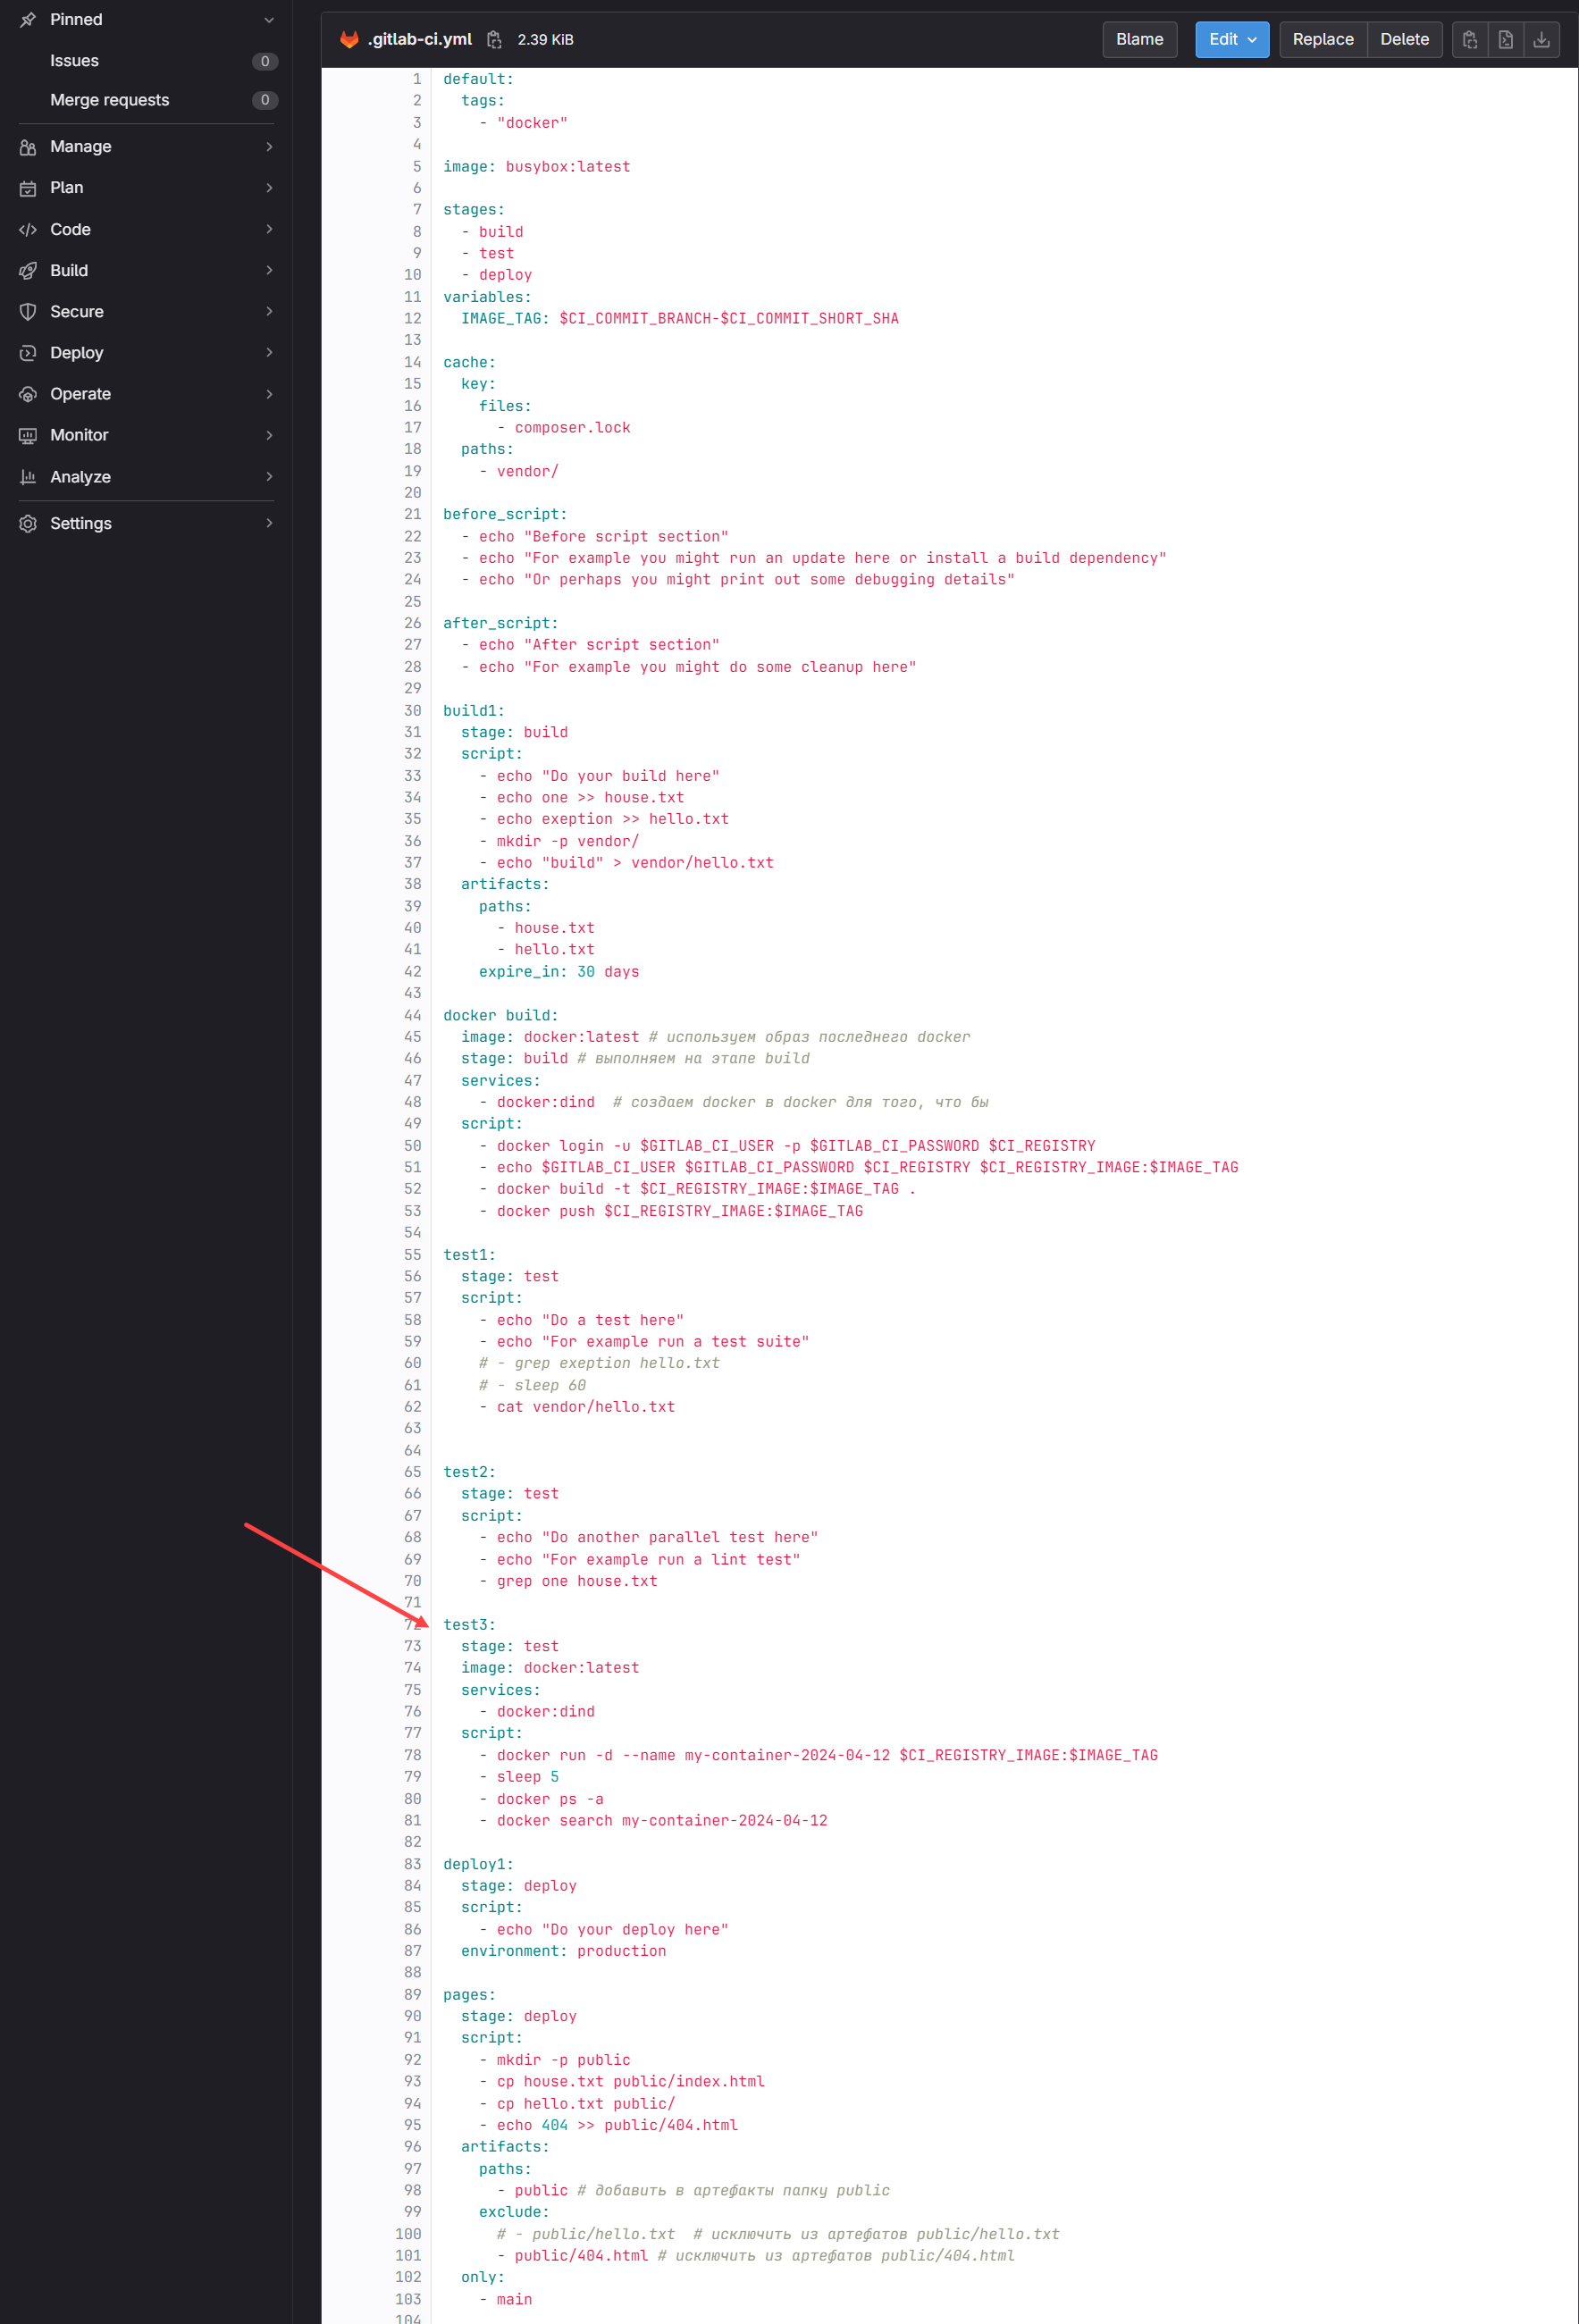 Pinned
Issues 0
Merge requests 0
Manage
Plan
Code
Build
Secure
Deploy
Operate
Monitor
Analyze
Settings
.gitlab-ci.yml 2.39 KiB Blame Edit Replace Delete
1 default:
2   tags:
3     - "docker"
4
5 image: busybox:latest
6
7 stages:
8   - build
9   - test
10   - deploy
11 variables:
12   IMAGE_TAG: $CI_COMMIT_BRANCH-$CI_COMMIT_SHORT_SHA
13
14 cache:
15   key:
16     files:
17       - composer.lock
18   paths:
19     - vendor/
20
21 before_script:
22   - echo "Before script section"
23   - echo "For example you might run an update here or install a build dependency"
24   - echo "Or perhaps you might print out some debugging details"
25
26 after_script:
27   - echo "After script section"
28   - echo "For example you might do some cleanup here"
29
30 build1:
31   stage: build
32   script:
33     - echo "Do your build here"
34     - echo one >> house.txt
35     - echo exeption >> hello.txt
36     - mkdir -p vendor/
37     - echo "build" > vendor/hello.txt
38   artifacts:
39     paths:
40       - house.txt
41       - hello.txt
42     expire_in: 30 days
43
44 docker build:
45   image: docker:latest # используем образ последнего docker
46   stage: build # выполняем на этапе build
47   services:
48     - docker:dind  # создаем docker в docker для того, что бы
49   script:
50     - docker login -u $GITLAB_CI_USER -p $GITLAB_CI_PASSWORD $CI_REGISTRY
51     - echo $GITLAB_CI_USER $GITLAB_CI_PASSWORD $CI_REGISTRY $CI_REGISTRY_IMAGE:$IMAGE_TAG
52     - docker build -t $CI_REGISTRY_IMAGE:$IMAGE_TAG .
53     - docker push $CI_REGISTRY_IMAGE:$IMAGE_TAG
54
55 test1:
56   stage: test
57   script:
58     - echo "Do a test here"
59     - echo "For example run a test suite"
60     # - grep exeption hello.txt
61     # - sleep 60
62     - cat vendor/hello.txt
63
64
65 test2:
66   stage: test
67   script:
68     - echo "Do another parallel test here"
69     - echo "For example run a lint test"
70     - grep one house.txt
71
72 test3:
73   stage: test
74   image: docker:latest
75   services:
76     - docker:dind
77   script:
78     - docker run -d --name my-container-2024-04-12 $CI_REGISTRY_IMAGE:$IMAGE_TAG
79     - sleep 5
80     - docker ps -a
81     - docker search my-container-2024-04-12
82
83 deploy1:
84   stage: deploy
85   script:
86     - echo "Do your deploy here"
87   environment: production
88
89 pages:
90   stage: deploy
91   script:
92     - mkdir -p public
93     - cp house.txt public/index.html
94     - cp hello.txt public/
95     - echo 404 >> public/404.html
96   artifacts:
97     paths:
98       - public # добавить в артефакты папку public
99     exclude:
100       # - public/hello.txt  # исключить из артефатов public/hello.txt
101       - public/404.html # исключить из артефатов public/404.html
102   only:
103     - main
104